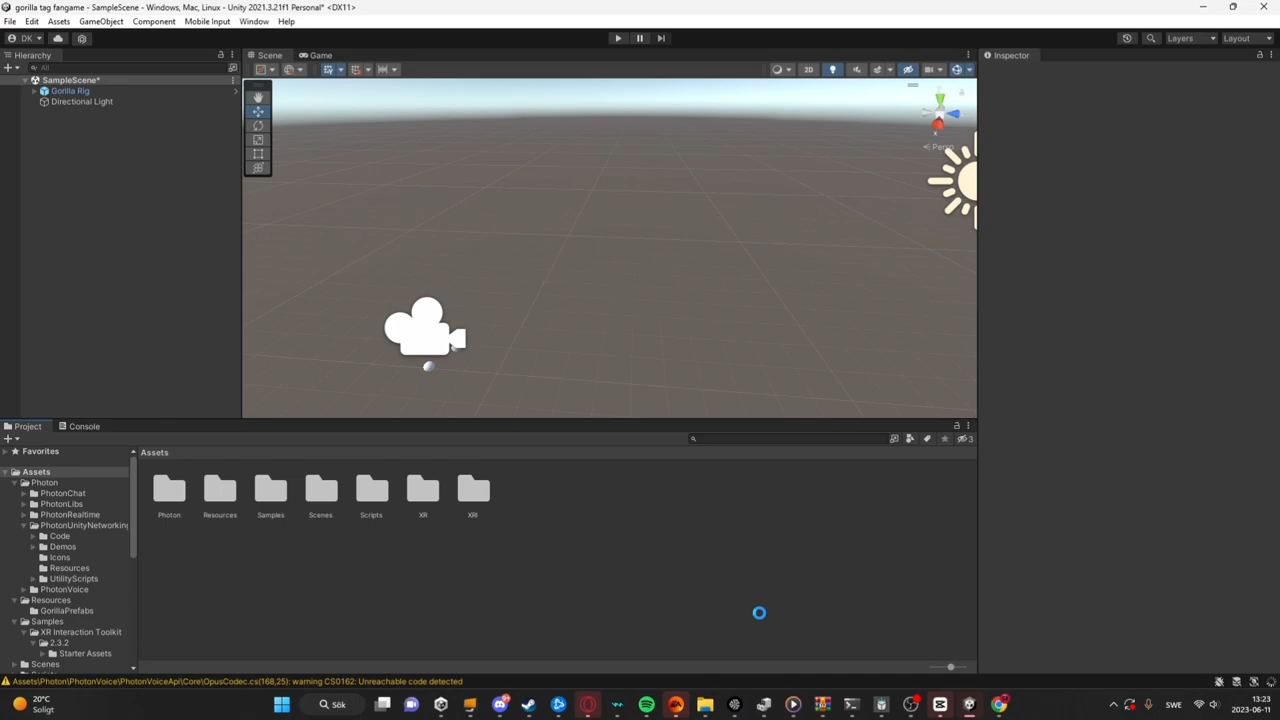 gorilla tag fangame - SampleScene - Windows, Mac, Linux - Unity 2021.3.21f1 Personal* <DX11>
File Edit Assets GameObject Component Mobile Input Window Help
DK Layers Layout
Hierarchy Scene Game Inspector
All
2D
SampleScene*
Gorilla Rig
Directional Light
y
x
Persp
Project Console
3
Favorites
Assets
Assets
Photon
PhotonChat
PhotonLibs
PhotonRealtime
PhotonUnityNetworking
Code
Demos
Icons
Resources
UtilityScripts
PhotonVoice
Resources
GorillaPrefabs
Samples
XR Interaction Toolkit
2.3.2
Starter Assets
Scenes
Photon Resources Samples Scenes Scripts XR XRI
Assets\Photon\PhotonVoice\PhotonVoiceApi\Core\OpusCodec.cs(168,25): warning CS0162: Unreachable code detected
20°C
Soligt
Sök
SWE
13:23
2023-06-11